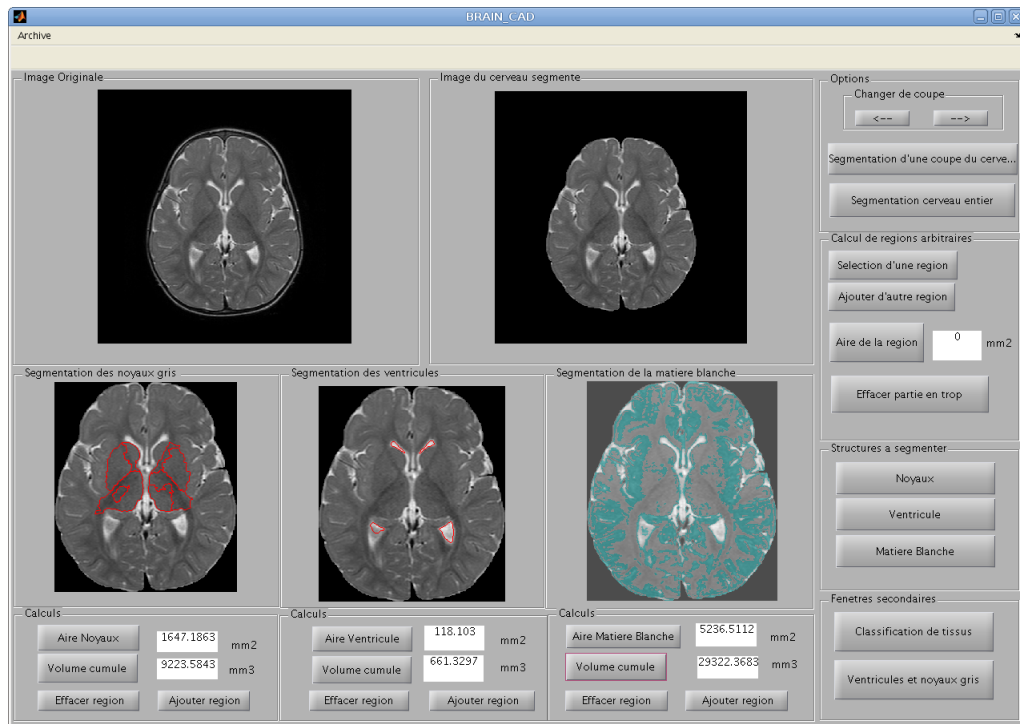 BRAIN_CAD
Archive
Image Originale
Image du cerveau segmente
Options
Changer de coupe
<--
-->
Segmentation d'une coupe du cerve...
Segmentation cerveau entier
Calcul de regions arbitraires
Selection d'une region
Ajouter d'autre region
Aire de la region
0
mm2
Effacer partie en trop
Segmentation des noyaux gris
Segmentation des ventricules
Segmentation de la matiere blanche
Structures a segmenter
Noyaux
Ventricule
Matiere Blanche
Calculs
Aire Noyaux
1647.1863
mm2
Volume cumule
9223.5843
mm3
Effacer region
Ajouter region
Calculs
Aire Ventricule
118.103
mm2
Volume cumule
661.3297
mm3
Effacer region
Ajouter region
Calculs
Aire Matiere Blanche
5236.5112
mm2
Volume cumule
29322.3683
mm3
Effacer region
Ajouter region
Fenetres secondaires
Classification de tissus
Ventricules et noyaux gris